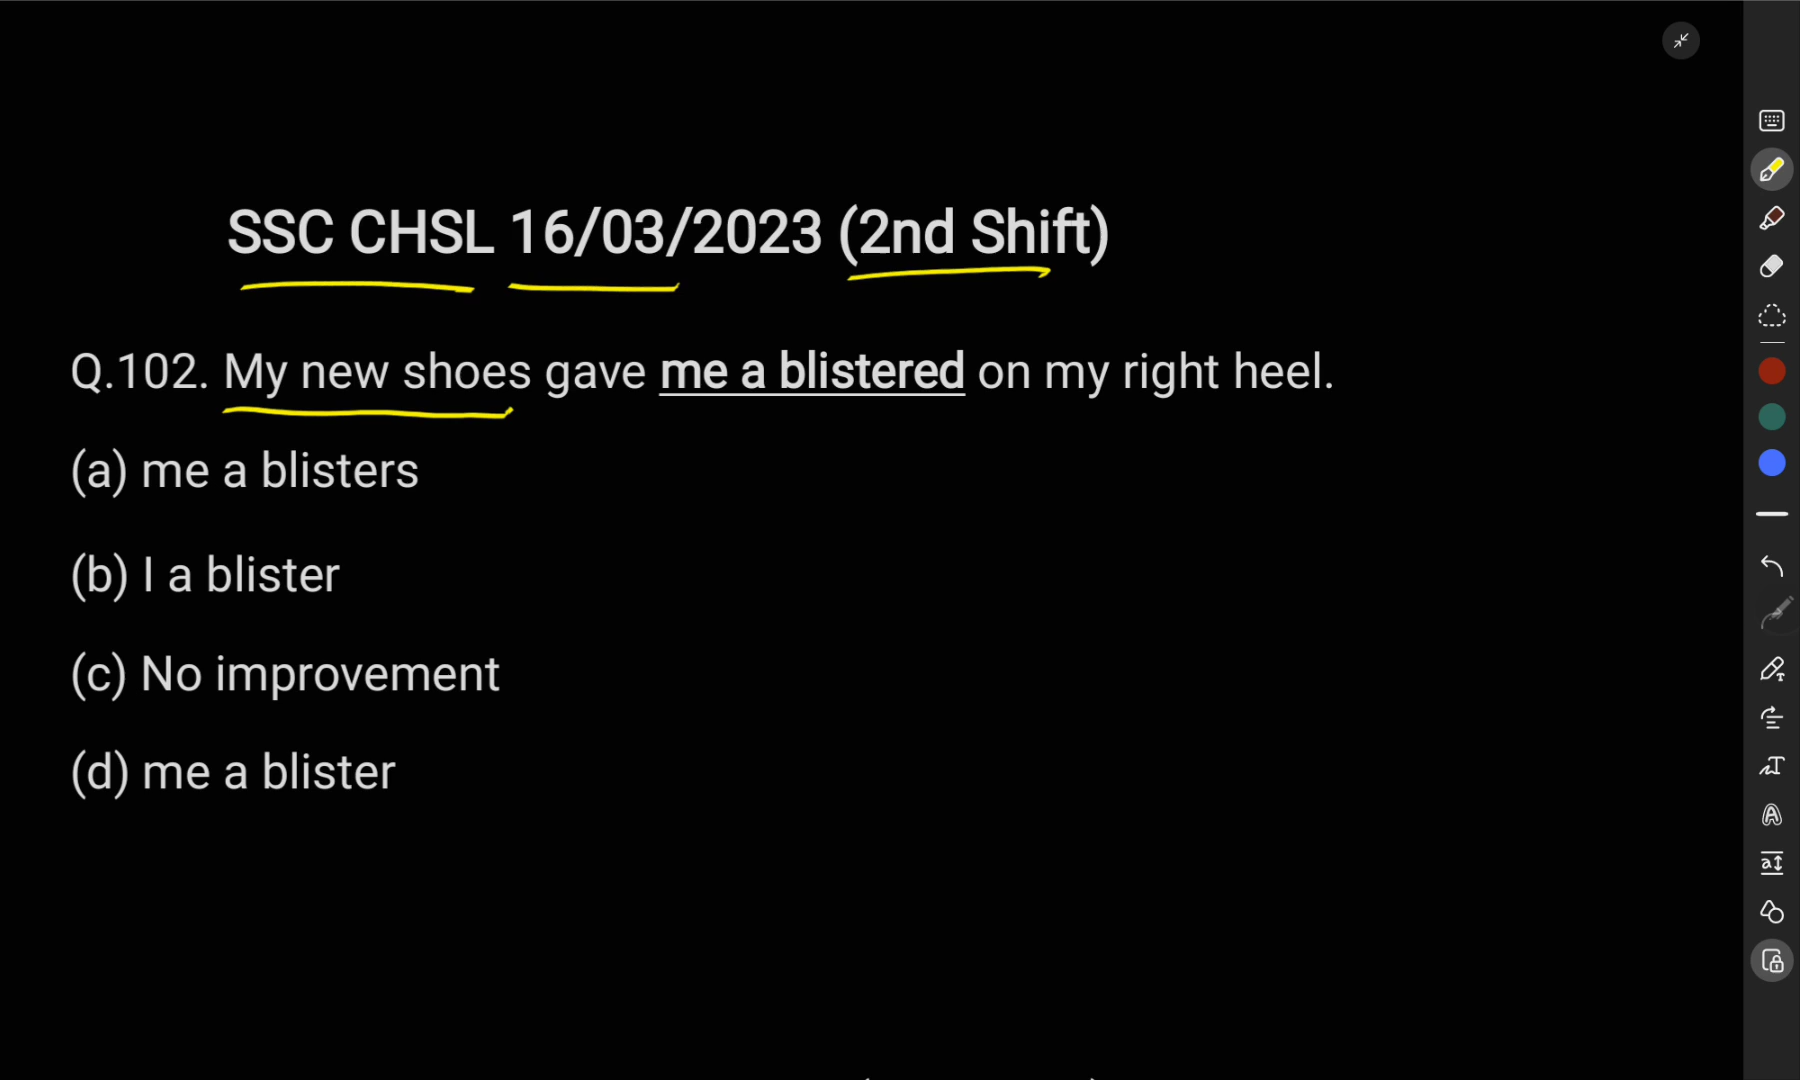 SSC CHSL 16/03/2023 (2nd Shift)
Q.102. My new shoes gave me a blistered on my right heel.
(a) me a blisters
(b) I a blister
(c) No improvement
(d) me a blister